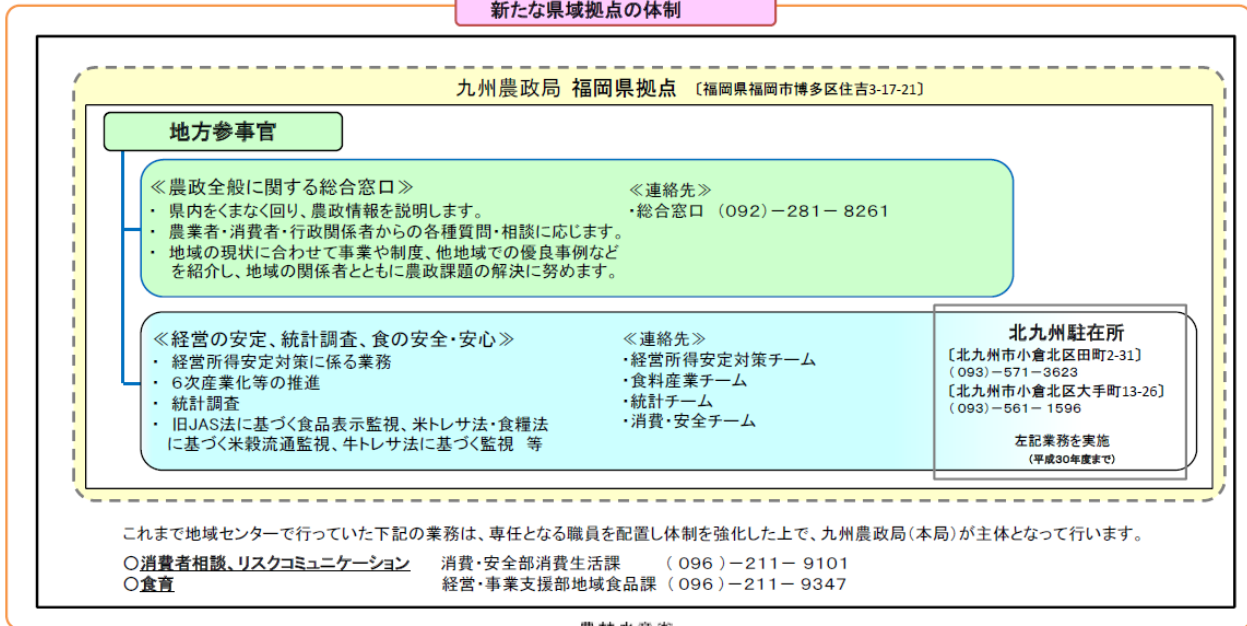 新たな県域拠点の体制
九州農政局 福岡県拠点 〔福岡県福岡市博多区住吉3-17-21〕
地方参事官
≪農政全般に関する総合窓口≫
・ 県内をくまなく回り、農政情報を説明します。
・ 農業者・消費者・行政関係者からの各種質問・相談に応じます。
・ 地域の現状に合わせて事業や制度、他地域での優良事例など
を紹介し、地域の関係者とともに農政課題の解決に努めます。
≪連絡先≫
・総合窓口 (092)-281-8261
≪経営の安定、統計調査、食の安全・安心≫
・ 経営所得安定対策に係る業務
・ 6次産業化等の推進
・ 統計調査
・ 旧JAS法に基づく食品表示監視、米トレサ法・食糧法
に基づく米穀流通監視、牛トレサ法に基づく監視 等
≪連絡先≫
・経営所得安定対策チーム
・食料産業チーム
・統計チーム
・消費・安全チーム
北九州駐在所
〔北九州市小倉北区田町2-31〕
(093)-571-3623
〔北九州市小倉北区大手町13-26〕
(093)-561-1596
左記業務を実施
(平成30年度まで)
これまで地域センターで行っていた下記の業務は、専任となる職員を配置し体制を強化した上で、九州農政局(本局)が主体となって行います。
○消費者相談、リスクコミュニケーション 消費・安全部消費生活課 (096)-211-9101
○食育 経営・事業支援部地域食品課 (096)-211-9347